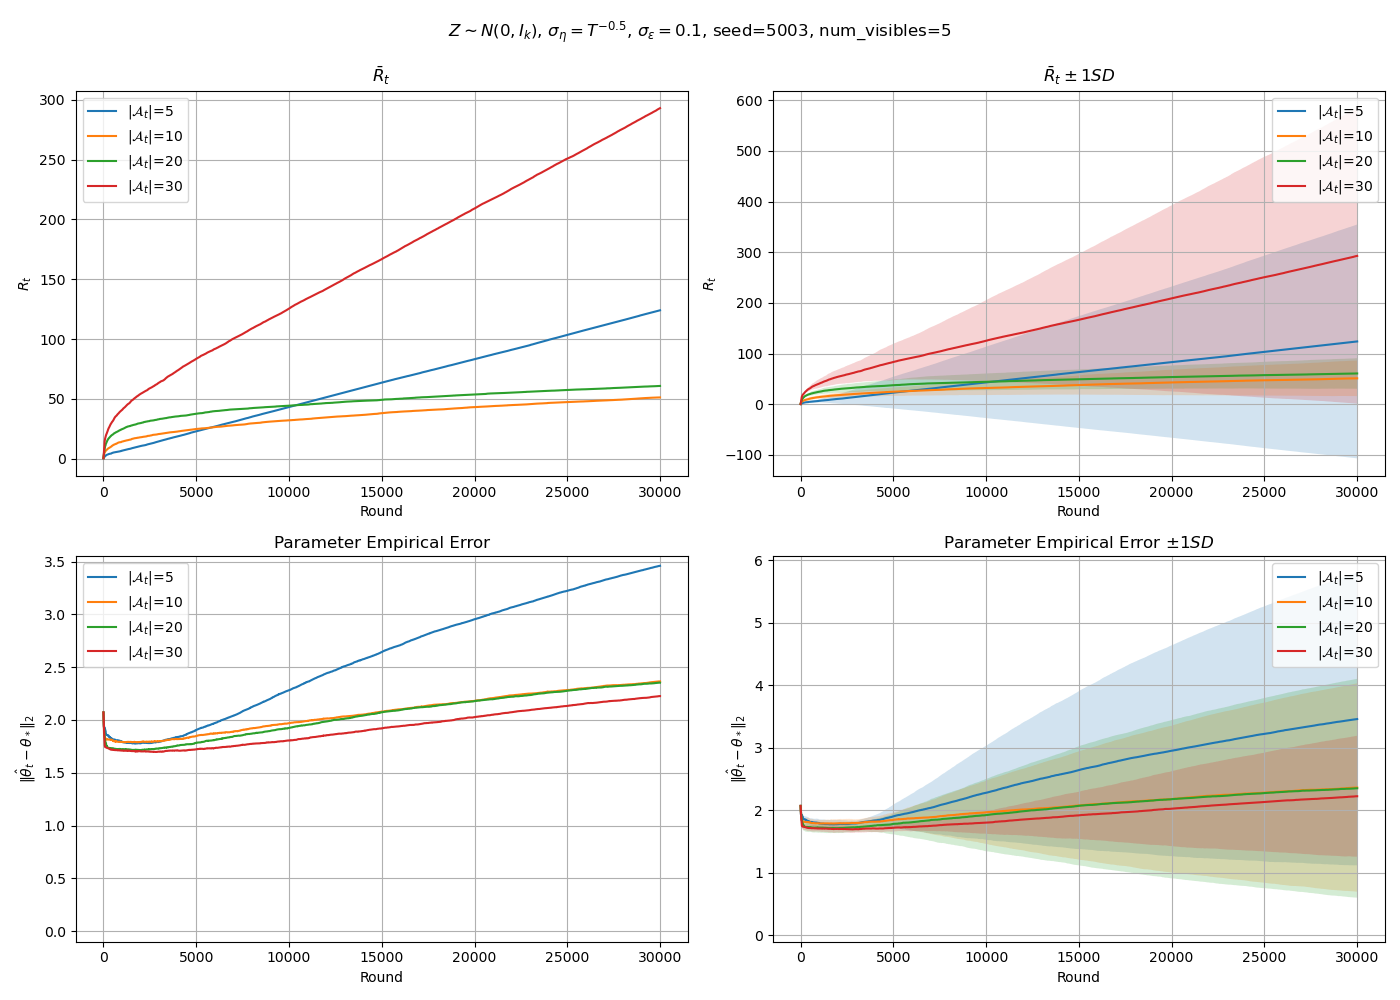 Z ∼ N(0, I_k), σ_η = T^{−0.5}, σ_ε = 0.1, seed=5003, num_visibles=5
R̄_t
300
250
200
150
100
50
0
R_t
0 5000 10000 15000 20000 25000 30000
Round
|𝒜_t|=5
|𝒜_t|=10
|𝒜_t|=20
|𝒜_t|=30
R̄_t ± 1SD
600
500
400
300
200
100
0
−100
R_t
0 5000 10000 15000 20000 25000 30000
Round
|𝒜_t|=5
|𝒜_t|=10
|𝒜_t|=20
|𝒜_t|=30
Parameter Empirical Error
3.5
3.0
2.5
2.0
1.5
1.0
0.5
0.0
‖θ̂_t − θ_*‖_2
0 5000 10000 15000 20000 25000 30000
Round
|𝒜_t|=5
|𝒜_t|=10
|𝒜_t|=20
|𝒜_t|=30
Parameter Empirical Error ±1SD
6
5
4
3
2
1
0
‖θ̂_t − θ_*‖_2
0 5000 10000 15000 20000 25000 30000
Round
|𝒜_t|=5
|𝒜_t|=10
|𝒜_t|=20
|𝒜_t|=30